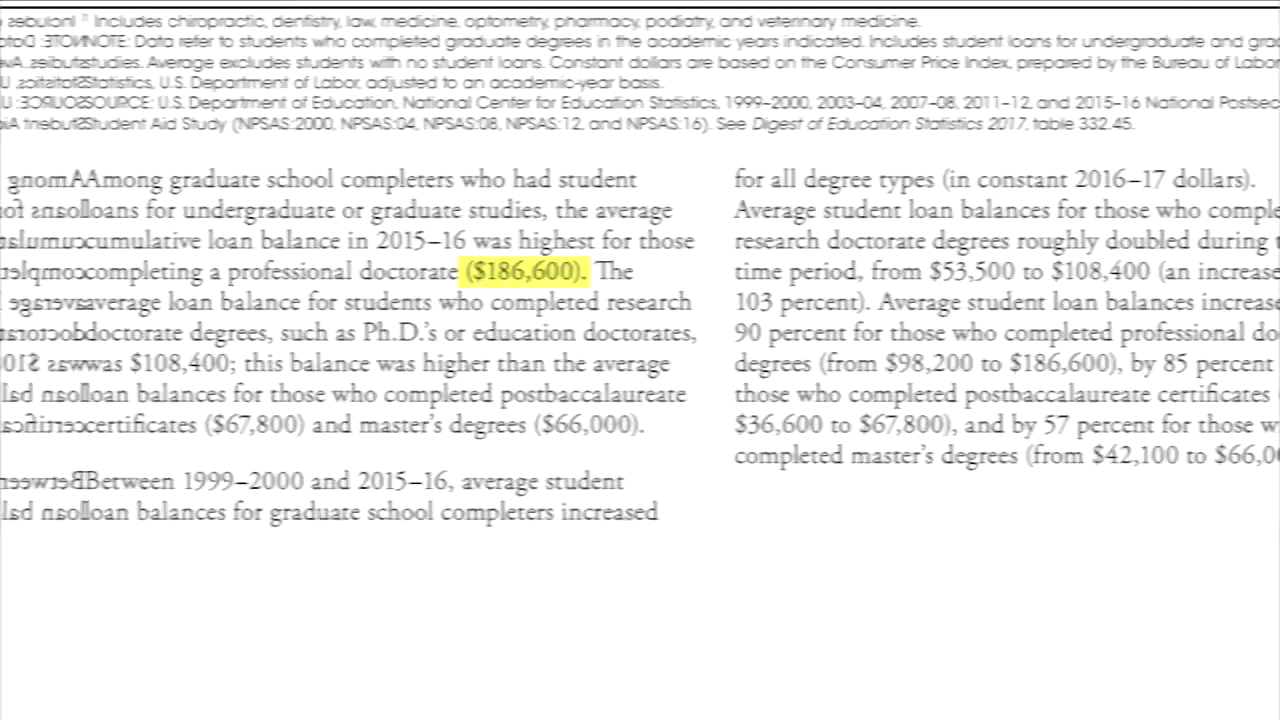 Includes chiropractic, dentistry, law, medicine, optometry, pharmacy, podiatry, and veterinary medicine.
NOTE: Data refer to students who completed graduate degrees in the academic years indicated. Includes student loans for undergraduate and
studies. Average excludes students with no student loans. Constant dollars are based on the Consumer Price Index, prepared by the Bureau of Labor
Statistics, U.S. Department of Labor, adjusted to an academic-year basis.
SOURCE: U.S. Department of Education, National Center for Education Statistics, 1999–2000, 2003–04, 2007–08, 2011–12, and 2015–16 National
Student Aid Study (NPSAS:2000, NPSAS:04, NPSAS:08, NPSAS:12, and NPSAS:16). See Digest of Education Statistics 2017, table 332.45.
Among graduate school completers who had student
loans for undergraduate or graduate studies, the average
cumulative loan balance in 2015–16 was highest for those
completing a professional doctorate ($186,600). The
average loan balance for students who completed research
doctorate degrees, such as Ph.D.'s or education doctorates,
was $108,400; this balance was higher than the average
loan balances for those who completed postbaccalaureate
certificates ($67,800) and master's degrees ($66,000).
Between 1999–2000 and 2015–16, average student
loan balances for graduate school completers increased
for all degree types (in constant 2016–17 dollars).
Average student loan balances for those who
research doctorate degrees roughly doubled during
time period, from $53,500 to $108,400 (an increase
103 percent). Average student loan balances
90 percent for those who completed professional
degrees (from $98,200 to $186,600), by 85 percent
those who completed postbaccalaureate certificates
$36,600 to $67,800), and by 57 percent for those
completed master's degrees (from $42,100 to